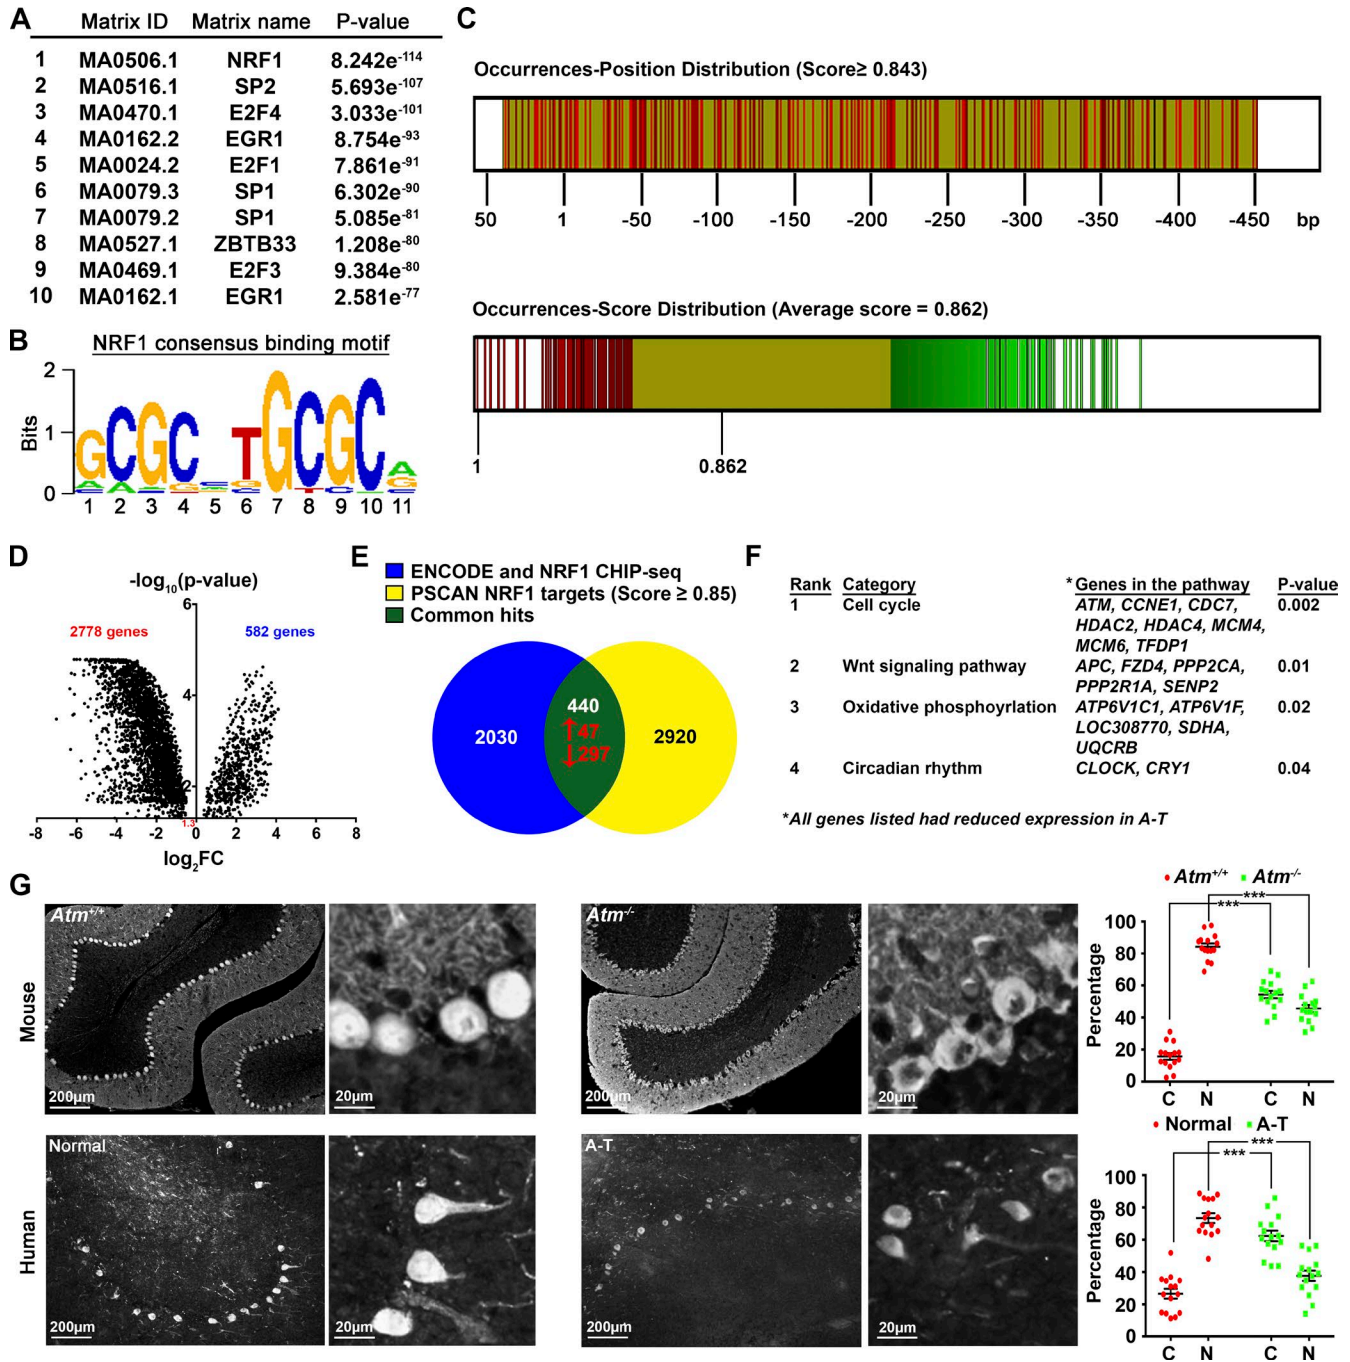 A
Matrix ID Matrix name P-value
1 MA0506.1 NRF1 8.242e-114
2 MA0516.1 SP2 5.693e-107
3 MA0470.1 E2F4 3.033e-101
4 MA0162.2 EGR1 8.754e-93
5 MA0024.2 E2F1 7.861e-91
6 MA0079.3 SP1 6.302e-90
7 MA0079.2 SP1 5.085e-81
8 MA0527.1 ZBTB33 1.208e-80
9 MA0469.1 E2F3 9.384e-80
10 MA0162.1 EGR1 2.581e-77
B
NRF1 consensus binding motif
Bits
2
1
0
GCGC TGCGCA
1 2 3 4 5 6 7 8 9 10 11
C
Occurrences-Position Distribution (Score≥ 0.843)
50 1 -50 -100 -150 -200 -250 -300 -350 -400 -450 bp
Occurrences-Score Distribution (Average score = 0.862)
1 0.862
D
-log10(p-value)
6
2778 genes 582 genes
4
2
1.3
-8 -6 -4 -2 0 2 4 6 8
log2FC
E
ENCODE and NRF1 CHIP-seq
PSCAN NRF1 targets (Score ≥ 0.85)
Common hits
2030
440
↑47
↓297
2920
F
Rank Category *Genes in the pathway P-value
1 Cell cycle ATM, CCNE1, CDC7, 0.002
HDAC2, HDAC4, MCM4,
MCM6, TFDP1
2 Wnt signaling pathway APC, FZD4, PPP2CA, 0.01
PPP2R1A, SENP2
3 Oxidative phosphoyrlation ATP6V1C1, ATP6V1F, 0.02
LOC308770, SDHA,
UQCRB
4 Circadian rhythm CLOCK, CRY1 0.04
*All genes listed had reduced expression in A-T
G
Mouse
Atm+/+
200µm
20µm
Atm-/-
200µm
20µm
Atm+/+ Atm-/-
***
***
Percentage
100
80
60
40
20
0
C N C N
Human
Normal
200µm
20µm
A-T
200µm
20µm
Normal A-T
***
***
Percentage
100
80
60
40
20
0
C N C N